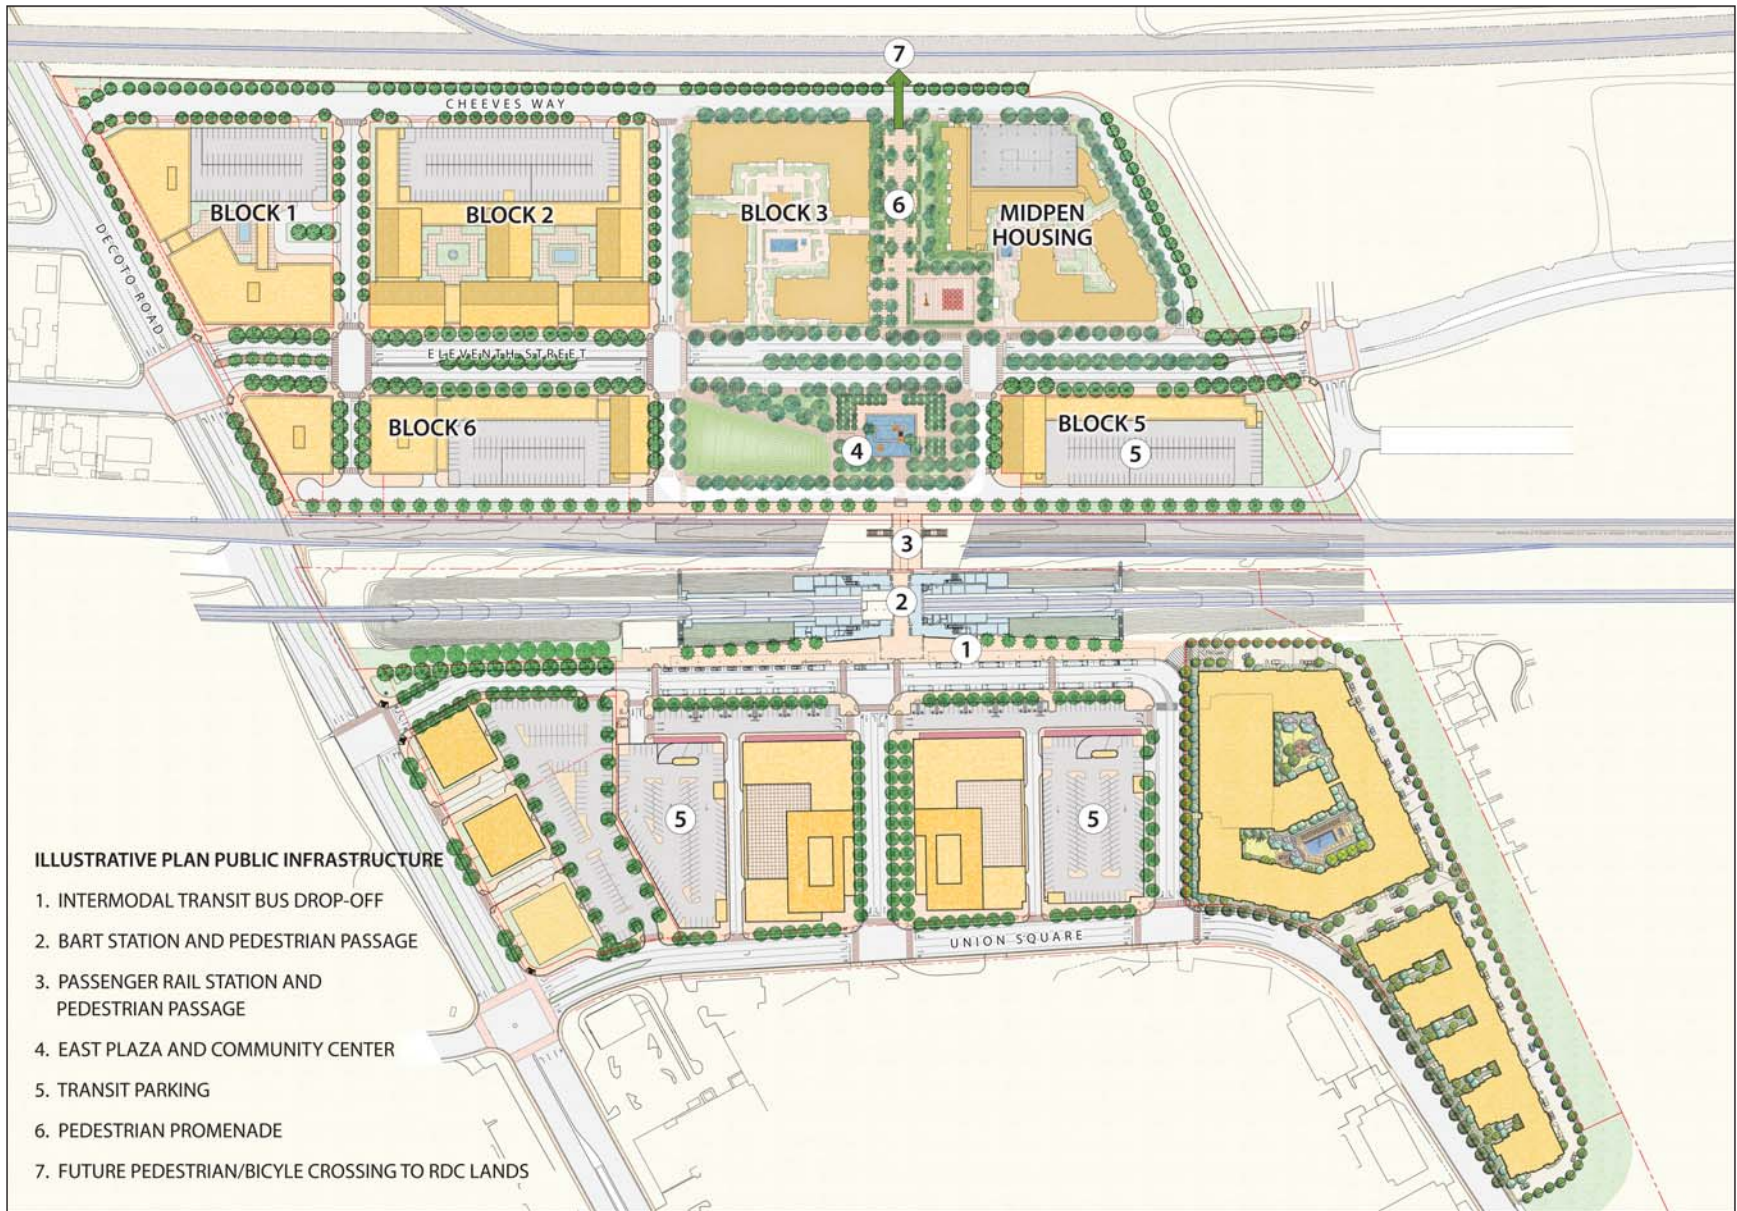 7
CHEEVES WAY
BLOCK 1
BLOCK 2
BLOCK 3
6
MIDPEN
HOUSING
DECOTO ROAD
ELEVENTH STREET
BLOCK 6
4
BLOCK 5
5
3
2
1
5
5
UNION SQUARE
ILLUSTRATIVE PLAN PUBLIC INFRASTRUCTURE
1. INTERMODAL TRANSIT BUS DROP-OFF
2. BART STATION AND PEDESTRIAN PASSAGE
3. PASSENGER RAIL STATION AND
PEDESTRIAN PASSAGE
4. EAST PLAZA AND COMMUNITY CENTER
5. TRANSIT PARKING
6. PEDESTRIAN PROMENADE
7. FUTURE PEDESTRIAN/BICYLE CROSSING TO RDC LANDS